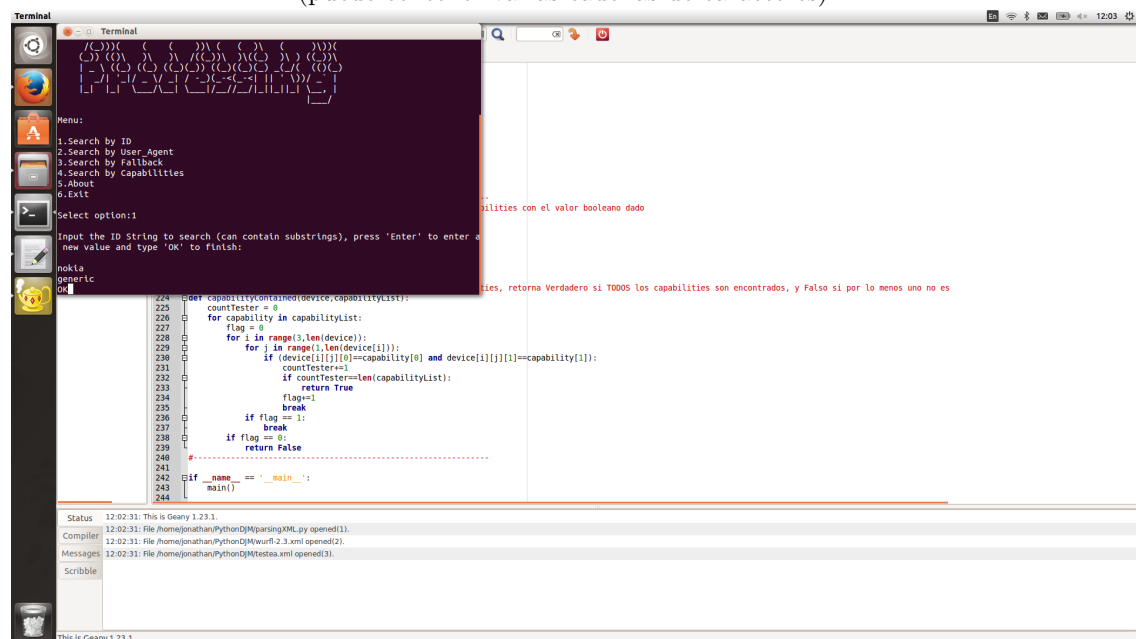 (puede contener varias cadenas de caracteres)
Terminal
En
12:03
Terminal
Menu:
1.Search by ID
2.Search by User_Agent
3.Search by Fallback
4.Search by Capabilities
5.About
6.Exit
Select option:1
Input the ID String to search (can contain substrings), press 'Enter' to enter a
new value and type 'OK' to finish:
nokia
generic
OK
con el valor booleano dado
retorna Verdadero si TODOS los capabilities son encontrados, y Falso si por lo menos uno no es
224 def capabilityContained(device,capabilityList):
225 countTester = 0
226 for capability in capabilityList:
227 flag = 0
228 for i in range(3,len(device)):
229 for j in range(1,len(device[i])):
230 if (device[i][j][0]==capability[0] and device[i][j][1]==capability[1]):
231 countTester+=1
232 if countTester==len(capabilityList):
233 return True
234 flag+=1
235 break
236 if flag == 1:
237 break
238 if flag == 0:
239 return False
240 #------------------------------------------------------------------
241
242 if __name__ == '__main__':
243 main()
244
Status
Compiler
Messages
Scribble
12:02:31: This is Geany 1.23.1.
12:02:31: File /home/jonathan/PythonDJM/parsingXML.py opened(1).
12:02:31: File /home/jonathan/PythonDJM/wurfl-2.3.xml opened(2).
12:02:31: File /home/jonathan/PythonDJM/testea.xml opened(3).
This is Geany 1.23.1.